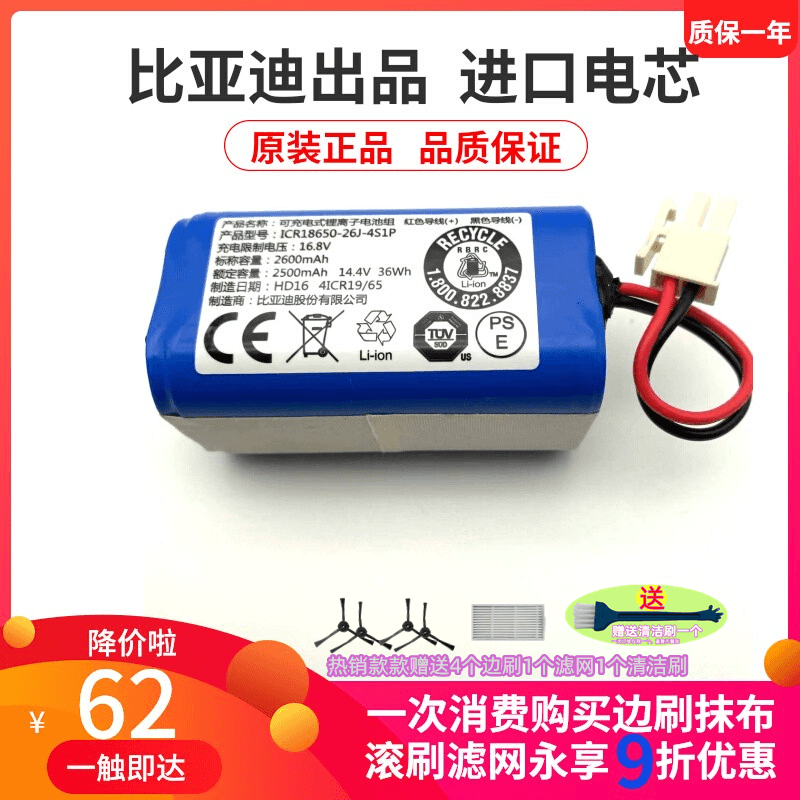 质保一年
比亚迪出品 进口电芯
原装正品 品质保证
产品名称：可充电式锂离子电池组 红色导线(+) 黑色导线(-)
产品型号：ICR18650-26J-4S1P
充电限制电压：16.8V
标称容量：2600mAh
额定容量：2500mAh 14.4V 36Wh
制造日期：HD16 4ICR19/65
制造商：比亚迪股份有限公司
RECYCLE
RBRC
Li-ion
1.800.822.8837
CE
Li-ion
TÜV
SÜD
US
PS
E
送
赠送清洁刷一个
热销款款赠送4个边刷1个滤网1个清洁刷
降价啦
¥ 62
一触即达
一次消费购买边刷抹布
滚刷滤网永享9折优惠